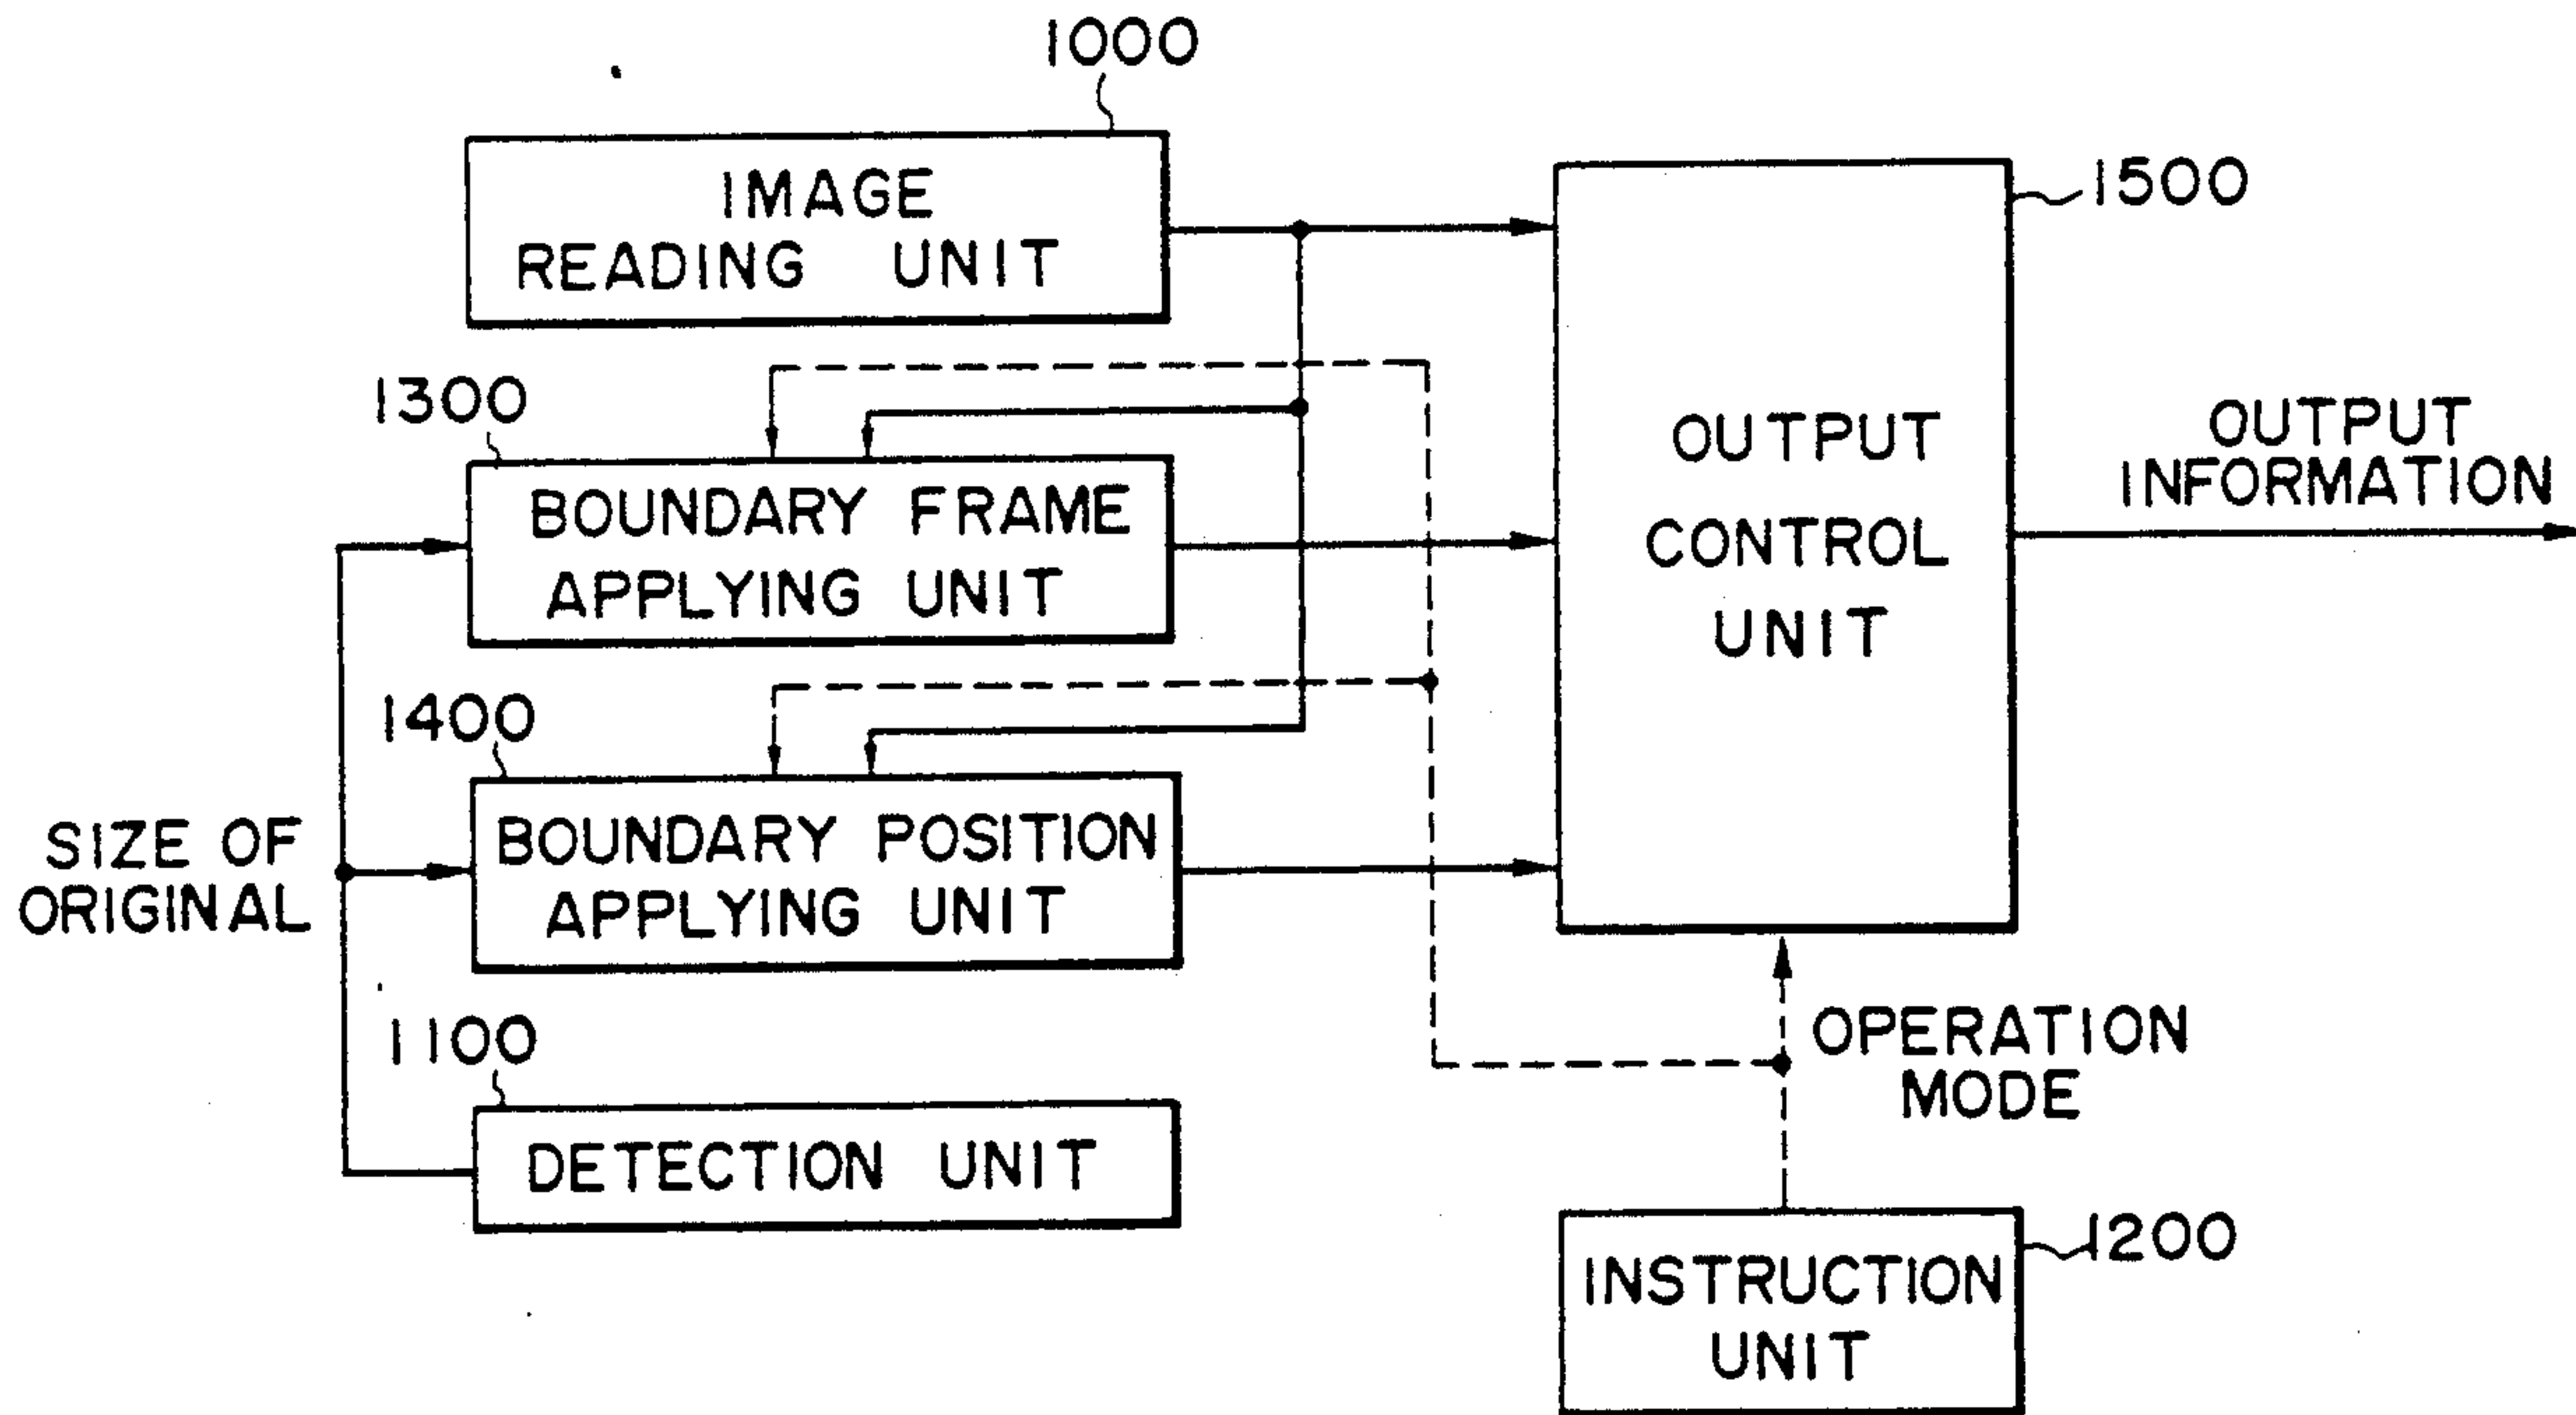 1000
IMAGE
READING UNIT
1500
1300
BOUNDARY FRAME
APPLYING UNIT
OUTPUT
CONTROL
UNIT
OUTPUT
INFORMATION
1400
BOUNDARY POSITION
APPLYING UNIT
SIZE OF
ORIGINAL
1100
DETECTION UNIT
OPERATION
MODE
1200
INSTRUCTION
UNIT